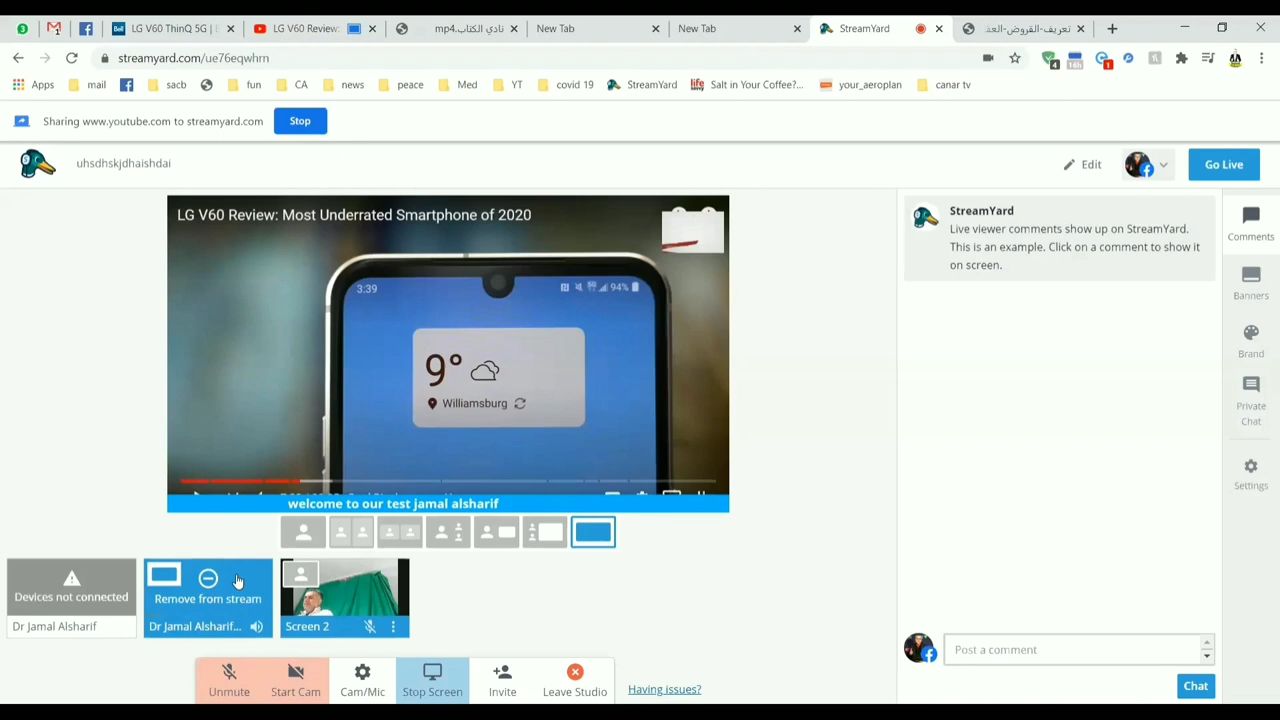 3
LG V60 ThinQ 5G | B
LG V60 Review:
نادي الكتاب.mp4
New Tab
New Tab
StreamYard
تعريف-القروض-العن
streamyard.com/ue76eqwhrn
4
1
Apps
mail
sacb
fun
CA
news
peace
Med
YT
covid 19
StreamYard
Salt in Your Coffee?...
your_aeroplan
canar tv
Sharing www.youtube.com to streamyard.com
Stop
uhsdhskjdhaishdai
Edit
Go Live
LG V60 Review: Most Underrated Smartphone of 2020
3:39
94%
9°
Williamsburg
welcome to our test jamal alsharif
StreamYard
Live viewer comments show up on StreamYard.
This is an example. Click on a comment to show it
on screen.
Comments
Banners
Brand
Private
Chat
Settings
Devices not connected
Dr Jamal Alsharif
Remove from stream
Dr Jamal Alsharif...
Screen 2
Unmute
Start Cam
Cam/Mic
Stop Screen
Invite
Leave Studio
Having issues?
Post a comment
Chat